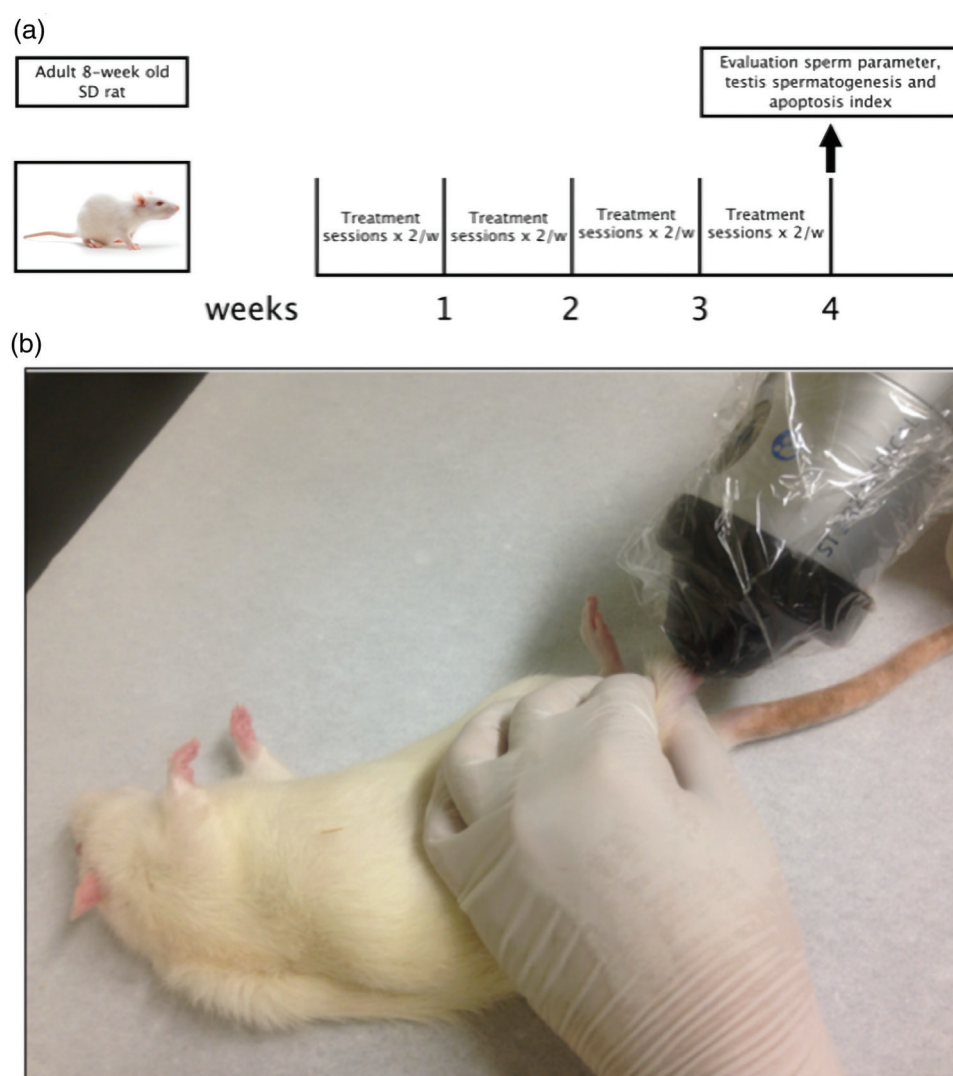 (a)
Adult 8-week old
SD rat
Evaluation sperm parameter,
testis spermatogenesis and
apoptosis index
Treatment
sessions x 2/w
Treatment
sessions x 2/w
Treatment
sessions x 2/w
Treatment
sessions x 2/w
weeks 1 2 3 4
(b)